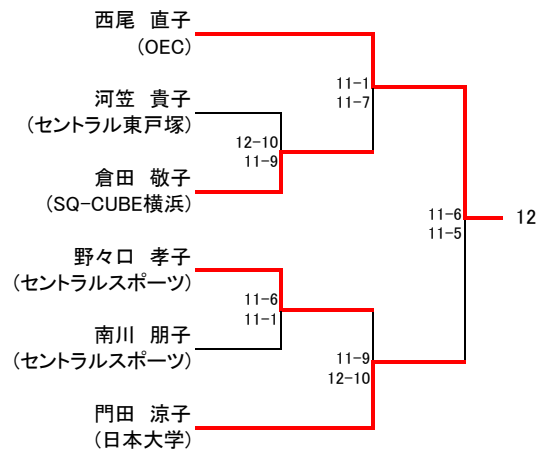 西尾 直子
(OEC)
11-1
11-7
河笠 貴子
(セントラル東戸塚)
12-10
11-9
倉田 敬子
(SQ-CUBE横浜)
11-6
11-5
12
野々口 孝子
(セントラルスポーツ)
11-6
11-1
南川 朋子
(セントラルスポーツ)
11-9
12-10
門田 涼子
(日本大学)